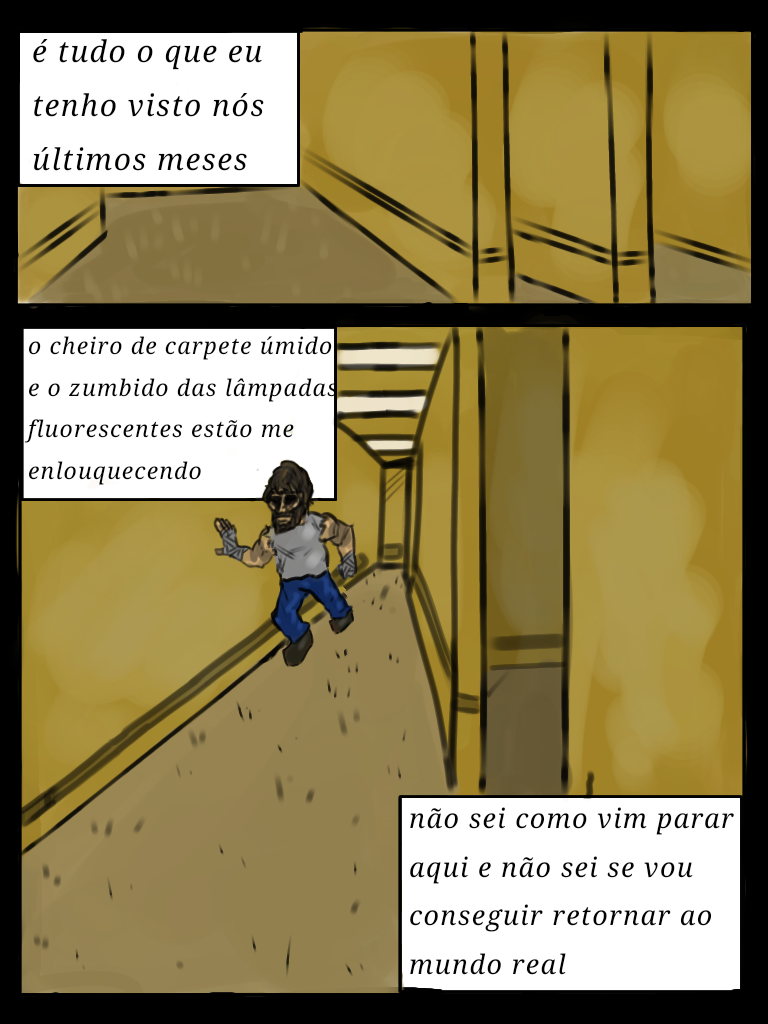 é tudo o que eu
tenho visto nós
últimos meses
o cheiro de carpete úmido
e o zumbido das lâmpadas
fluorescentes estão me
enlouquecendo
não sei como vim parar
aqui e não sei se vou
conseguir retornar ao
mundo real